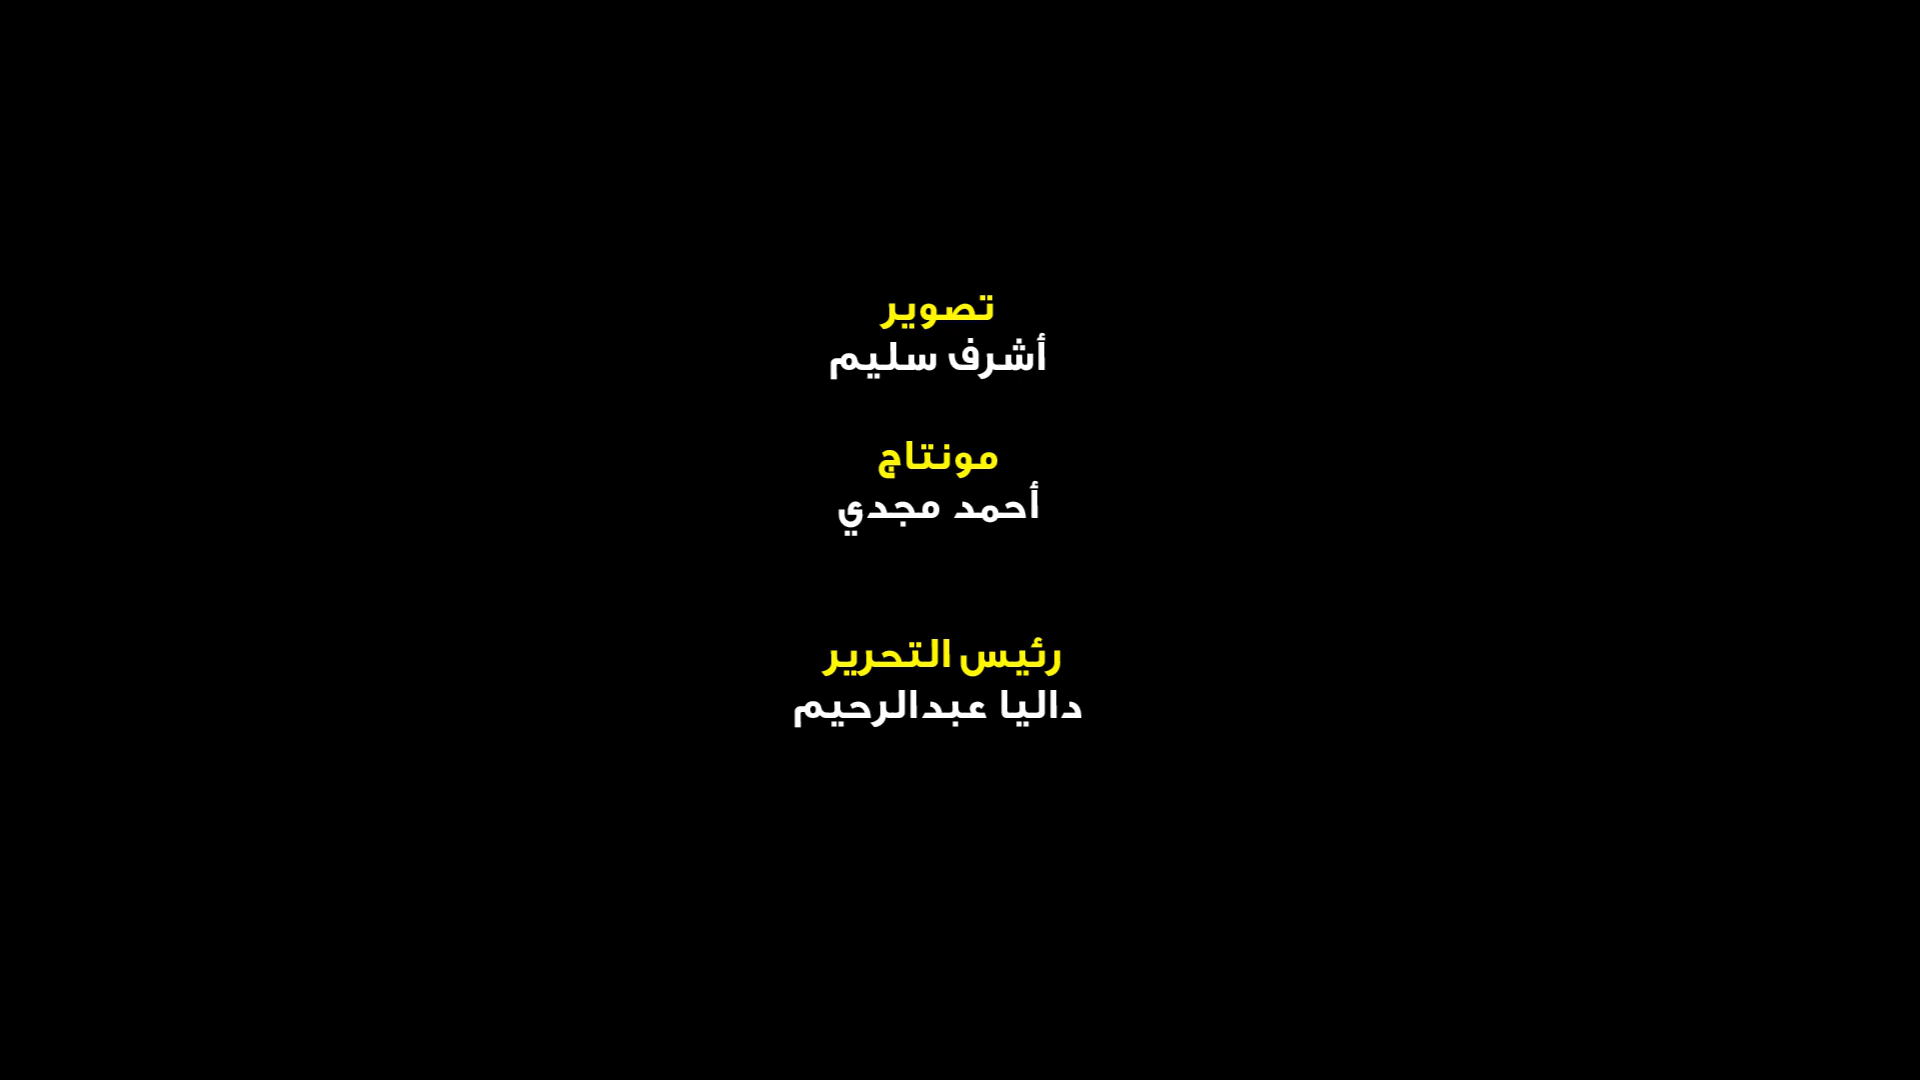 تصوير
أشرف سليم
مونتاج
أحمد مجدي
رئيس التحرير
داليا عبدالرحيم